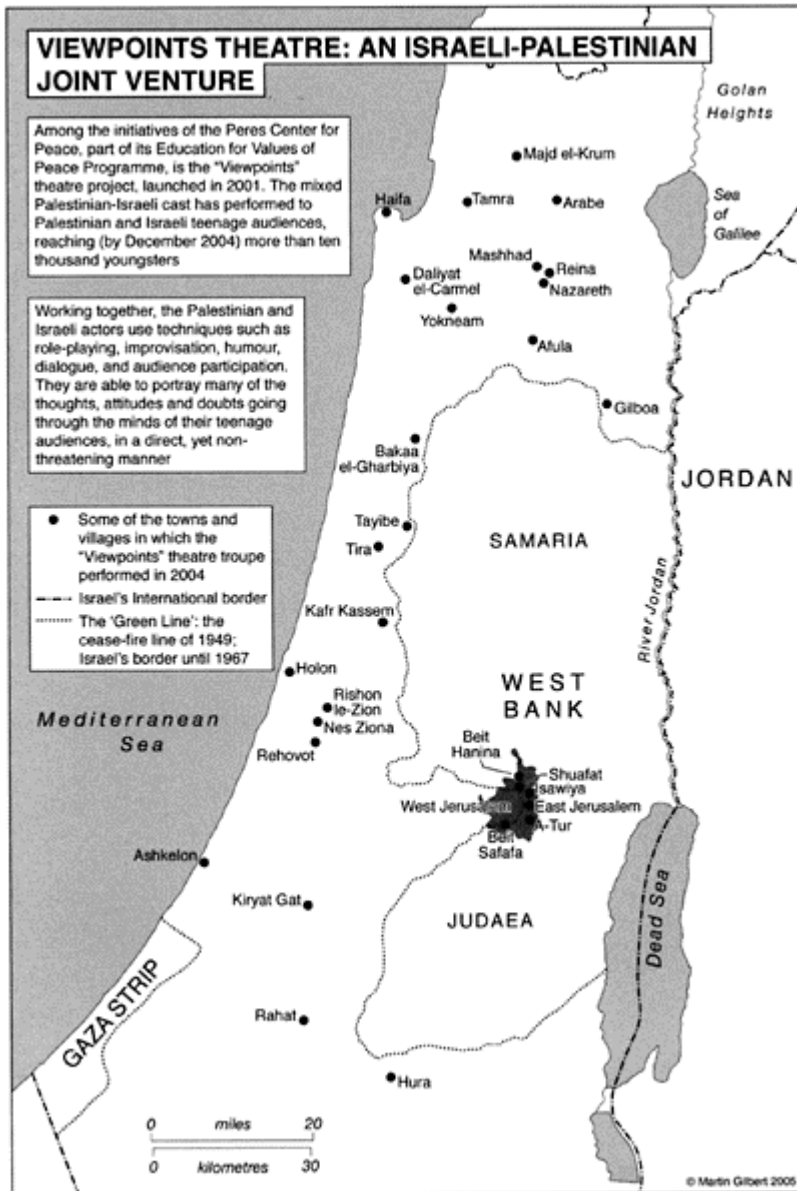 VIEWPOINTS THEATRE: AN ISRAELI-PALESTINIAN
JOINT VENTURE
Among the initiatives of the Peres Center for
Peace, part of its Education for Values of
Peace Programme, is the "Viewpoints"
theatre project, launched in 2001. The mixed
Palestinian-Israeli cast has performed to
Palestinian and Israeli teenage audiences,
reaching (by December 2004) more than ten
thousand youngsters
Working together, the Palestinian and
Israeli actors use techniques such as
role-playing, improvisation, humour,
dialogue, and audience participation.
They are able to portray many of the
thoughts, attitudes and doubts going
through the minds of their teenage
audiences, in a direct, yet non-
threatening manner
Some of the towns and
villages in which the
"Viewpoints" theatre troupe
performed in 2004
Israel's International border
The 'Green Line': the
cease-fire line of 1949;
Israel's border until 1967
Golan
Heights
Majd el-Krum
Haifa
Tamra
Arabe
Sea
of
Galilee
Mashhad
Reina
Nazareth
Daliyat
el-Carmel
Yokneam
Afula
Gilboa
Bakaa
el-Gharbiya
JORDAN
Tayibe
Tira
SAMARIA
Kafr Kassem
River Jordan
Holon
Rishon
le-Zion
Nes Ziona
Rehovot
WEST
BANK
Mediterranean
Sea
Beit
Hanina
Shuafat
Isawiya
West Jerusalem
East Jerusalem
A-Tur
Beit
Safafa
Ashkelon
Kiryat Gat
JUDAEA
Dead Sea
GAZA STRIP
Rahat
Hura
0 miles 20
0 kilometres 30
© Martin Gilbert 2005